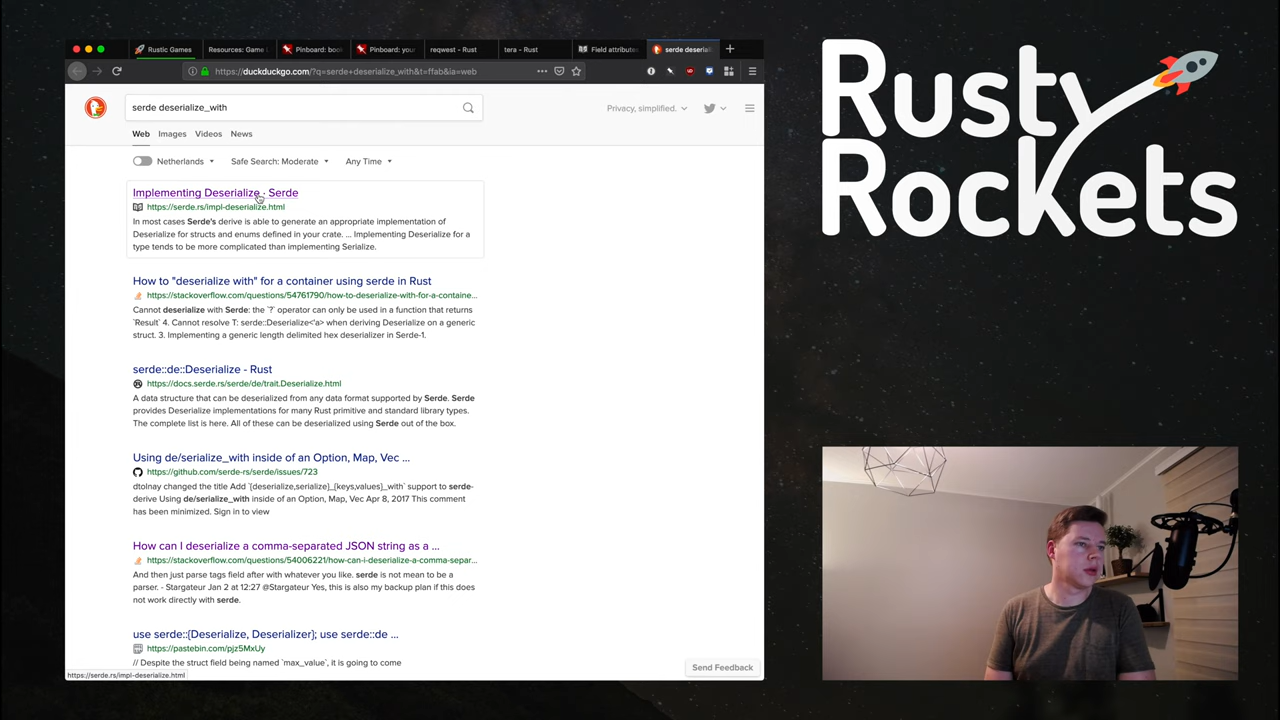 Rustic Games
Resources: Game
Pinboard: boo
Pinboard: your
reqwest - Rust
tera - Rust
Field attribute
serde deserial
https://duckduckgo.com/?q=serde+deserialize_with&t=ffab&ia=web
serde deserialize_with
Privacy, simplified.
Web Images Videos News
Netherlands Safe Search: Moderate Any Time
Implementing Deserialize · Serde
https://serde.rs/impl-deserialize.html
In most cases Serde's derive is able to generate an appropriate implementation of
Deserialize for structs and enums defined in your crate. ... Implementing Deserialize for a
type tends to be more complicated than implementing Serialize.
How to "deserialize with" for a container using serde in Rust
https://stackoverflow.com/questions/54761790/how-to-deserialize-with-for-a-containe...
Cannot deserialize with Serde: the `?` operator can only be used in a function that returns
`Result` 4. Cannot resolve T: serde::Deserialize<'a> when deriving Deserialize on a generic
struct. 3. Implementing a generic length delimited hex deserializer in Serde-1.
serde::de::Deserialize - Rust
https://docs.serde.rs/serde/de/trait.Deserialize.html
A data structure that can be deserialized from any data format supported by Serde. Serde
provides Deserialize implementations for many Rust primitive and standard library types.
The complete list is here. All of these can be deserialized using Serde out of the box.
Using de/serialize_with inside of an Option, Map, Vec ...
https://github.com/serde-rs/serde/issues/723
dtolnay changed the title Add `{deserialize,serialize}_{keys,values}_with` support to serde-
derive Using de/serialize_with inside of an Option, Map, Vec Apr 8, 2017 This comment
has been minimized. Sign in to view
How can I deserialize a comma-separated JSON string as a ...
https://stackoverflow.com/questions/54006221/how-can-i-deserialize-a-comma-separ...
And then just parse tags field after with whatever you like. serde is not mean to be a
parser. - Stargateur Jan 2 at 12:27 @Stargateur Yes, this is also my backup plan if this does
not work directly with serde.
use serde::{Deserialize, Deserializer}; use serde::de ...
https://pastebin.com/pjz5MxUy
// Despite the struct field being named `max_value`, it is going to come
Send Feedback
https://serde.rs/impl-deserialize.html
Rusty
Rockets